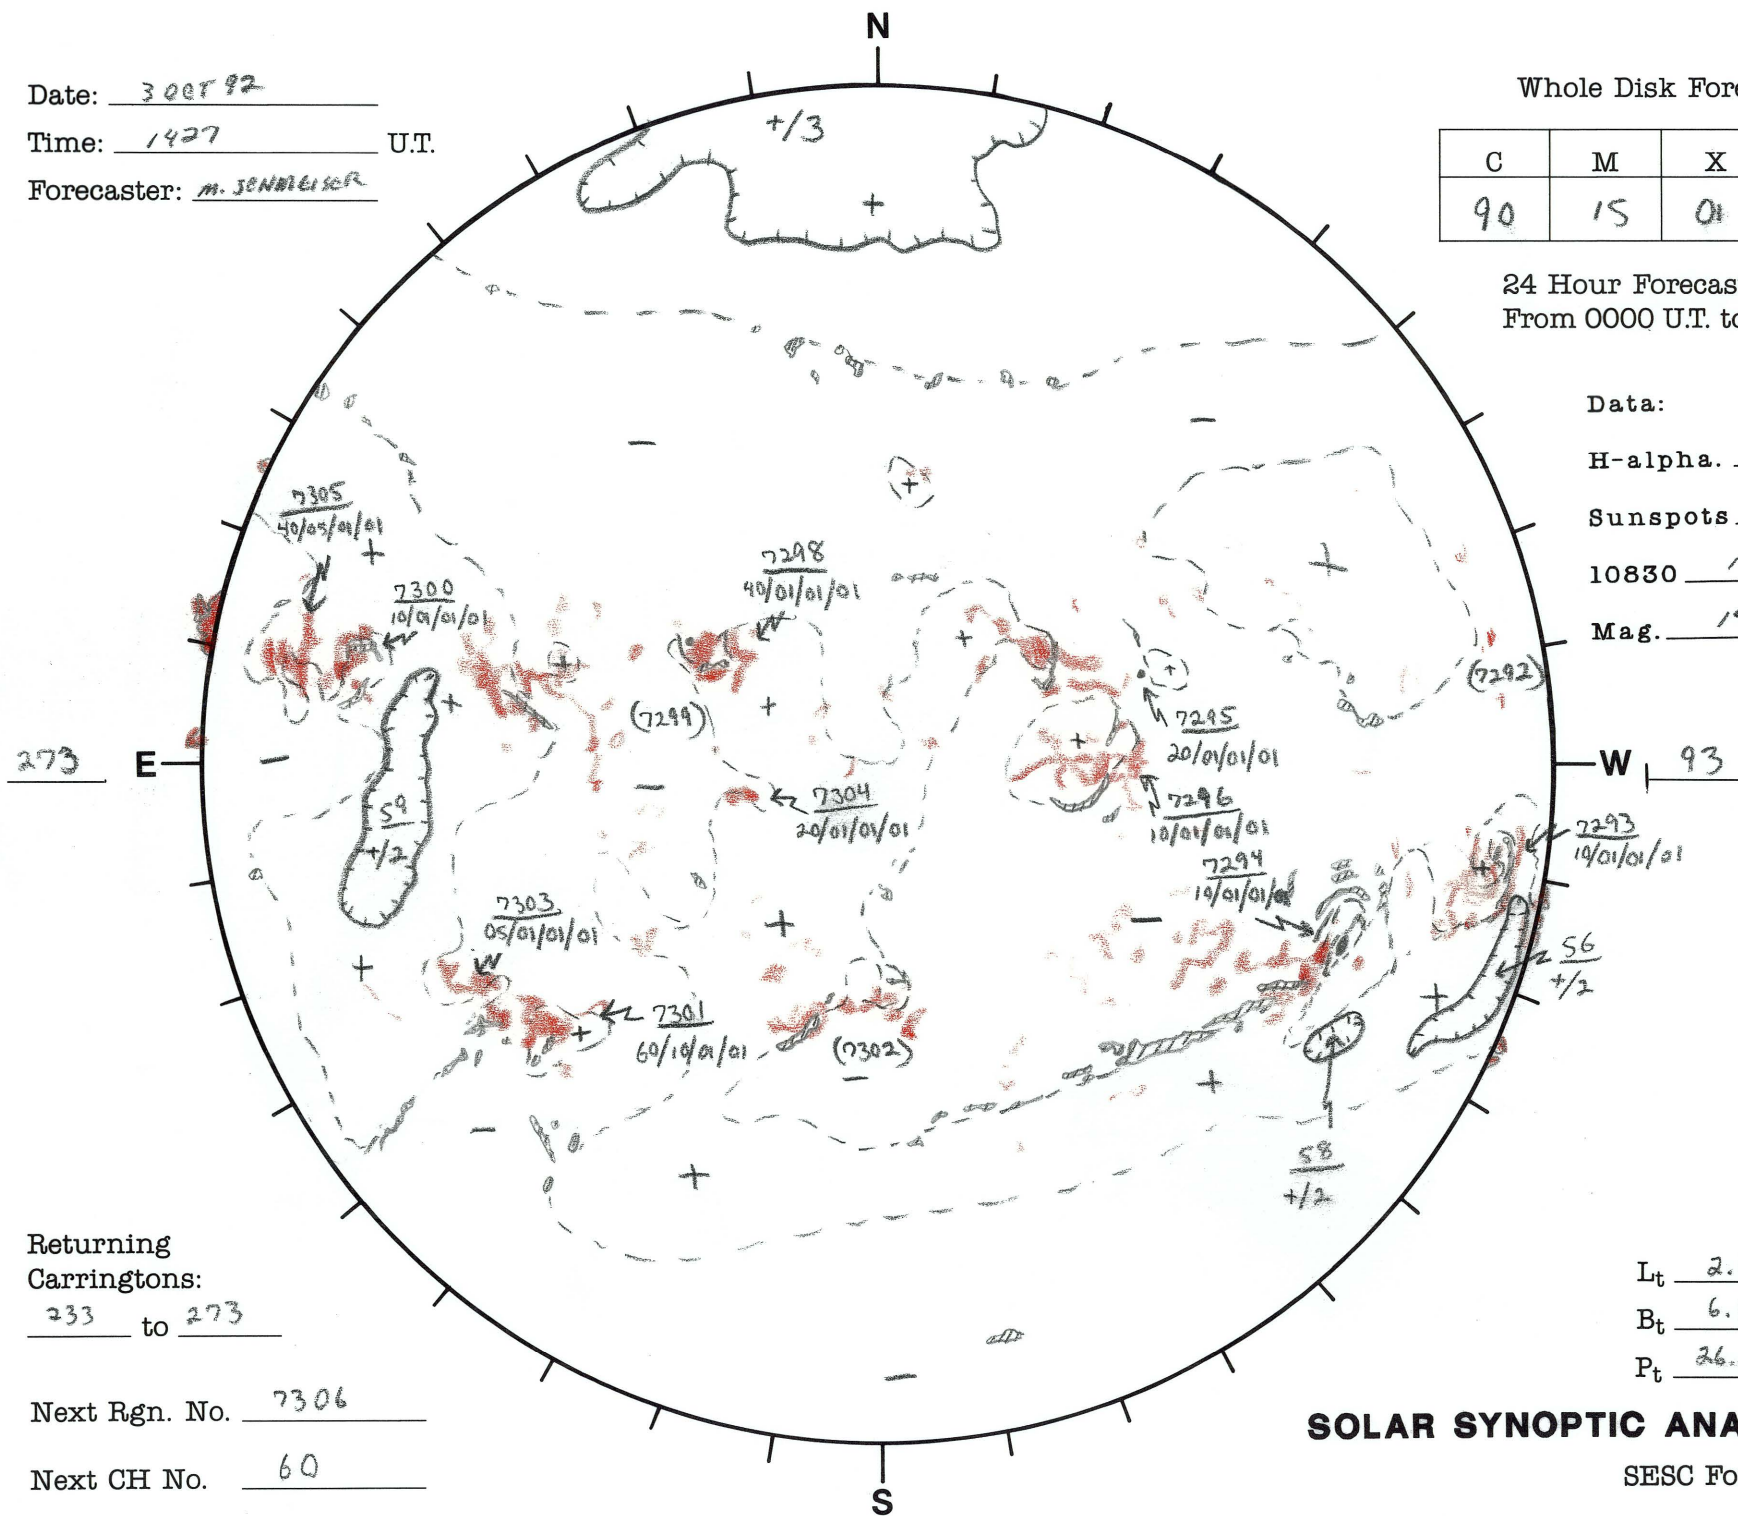 N
Date: 3 OCT 92
Time: 1427 U.T.
Forecaster: M.
Whole Disk Fore
C M X
90 15 01
24 Hour Forecas
From 0000 U.T. to
Data:
H-alpha.
Sunspots
10830
Mag.
+/3
+
-
-
+
7305
40/05/01/01
+
7300
10/01/01/01
7298
40/01/01/01
+
+
+
+
+
(7292)
+
(7299)
+
7295
20/01/01/01
+
273 E
-
-
W 93
59
+/2
7304
20/01/01/01
7296
10/01/01/01
7293
10/01/01/01
+
7294
10/01/01/01
7303
05/01/01/01
+
-
+
56
+/2
+
7301
60/10/01/01
+
(7302)
-
+
-
+
58
+/2
Returning
Carringtons:
233 to 273
Lt 2.
Bt 6.
Pt 26.
-
Next Rgn. No. 7306
Next CH No. 60
SOLAR SYNOPTIC ANA
SESC Fo
S